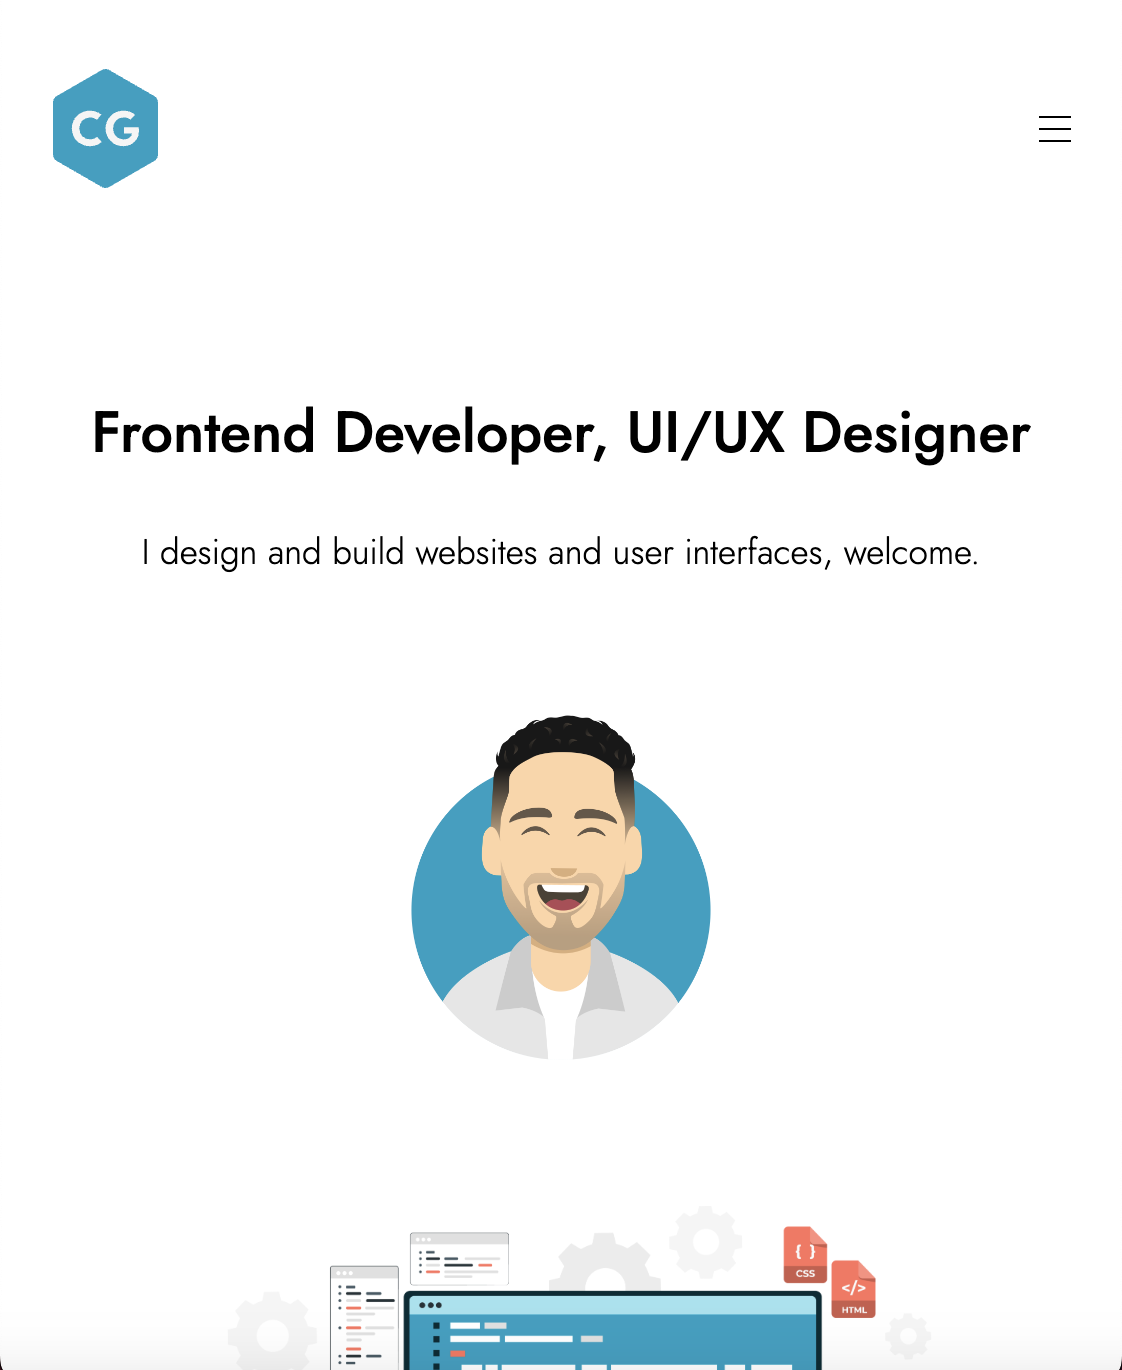 CG
Frontend Developer, UI/UX Designer
I design and build websites and user interfaces, welcome.
{ }
CSS
</>
HTML